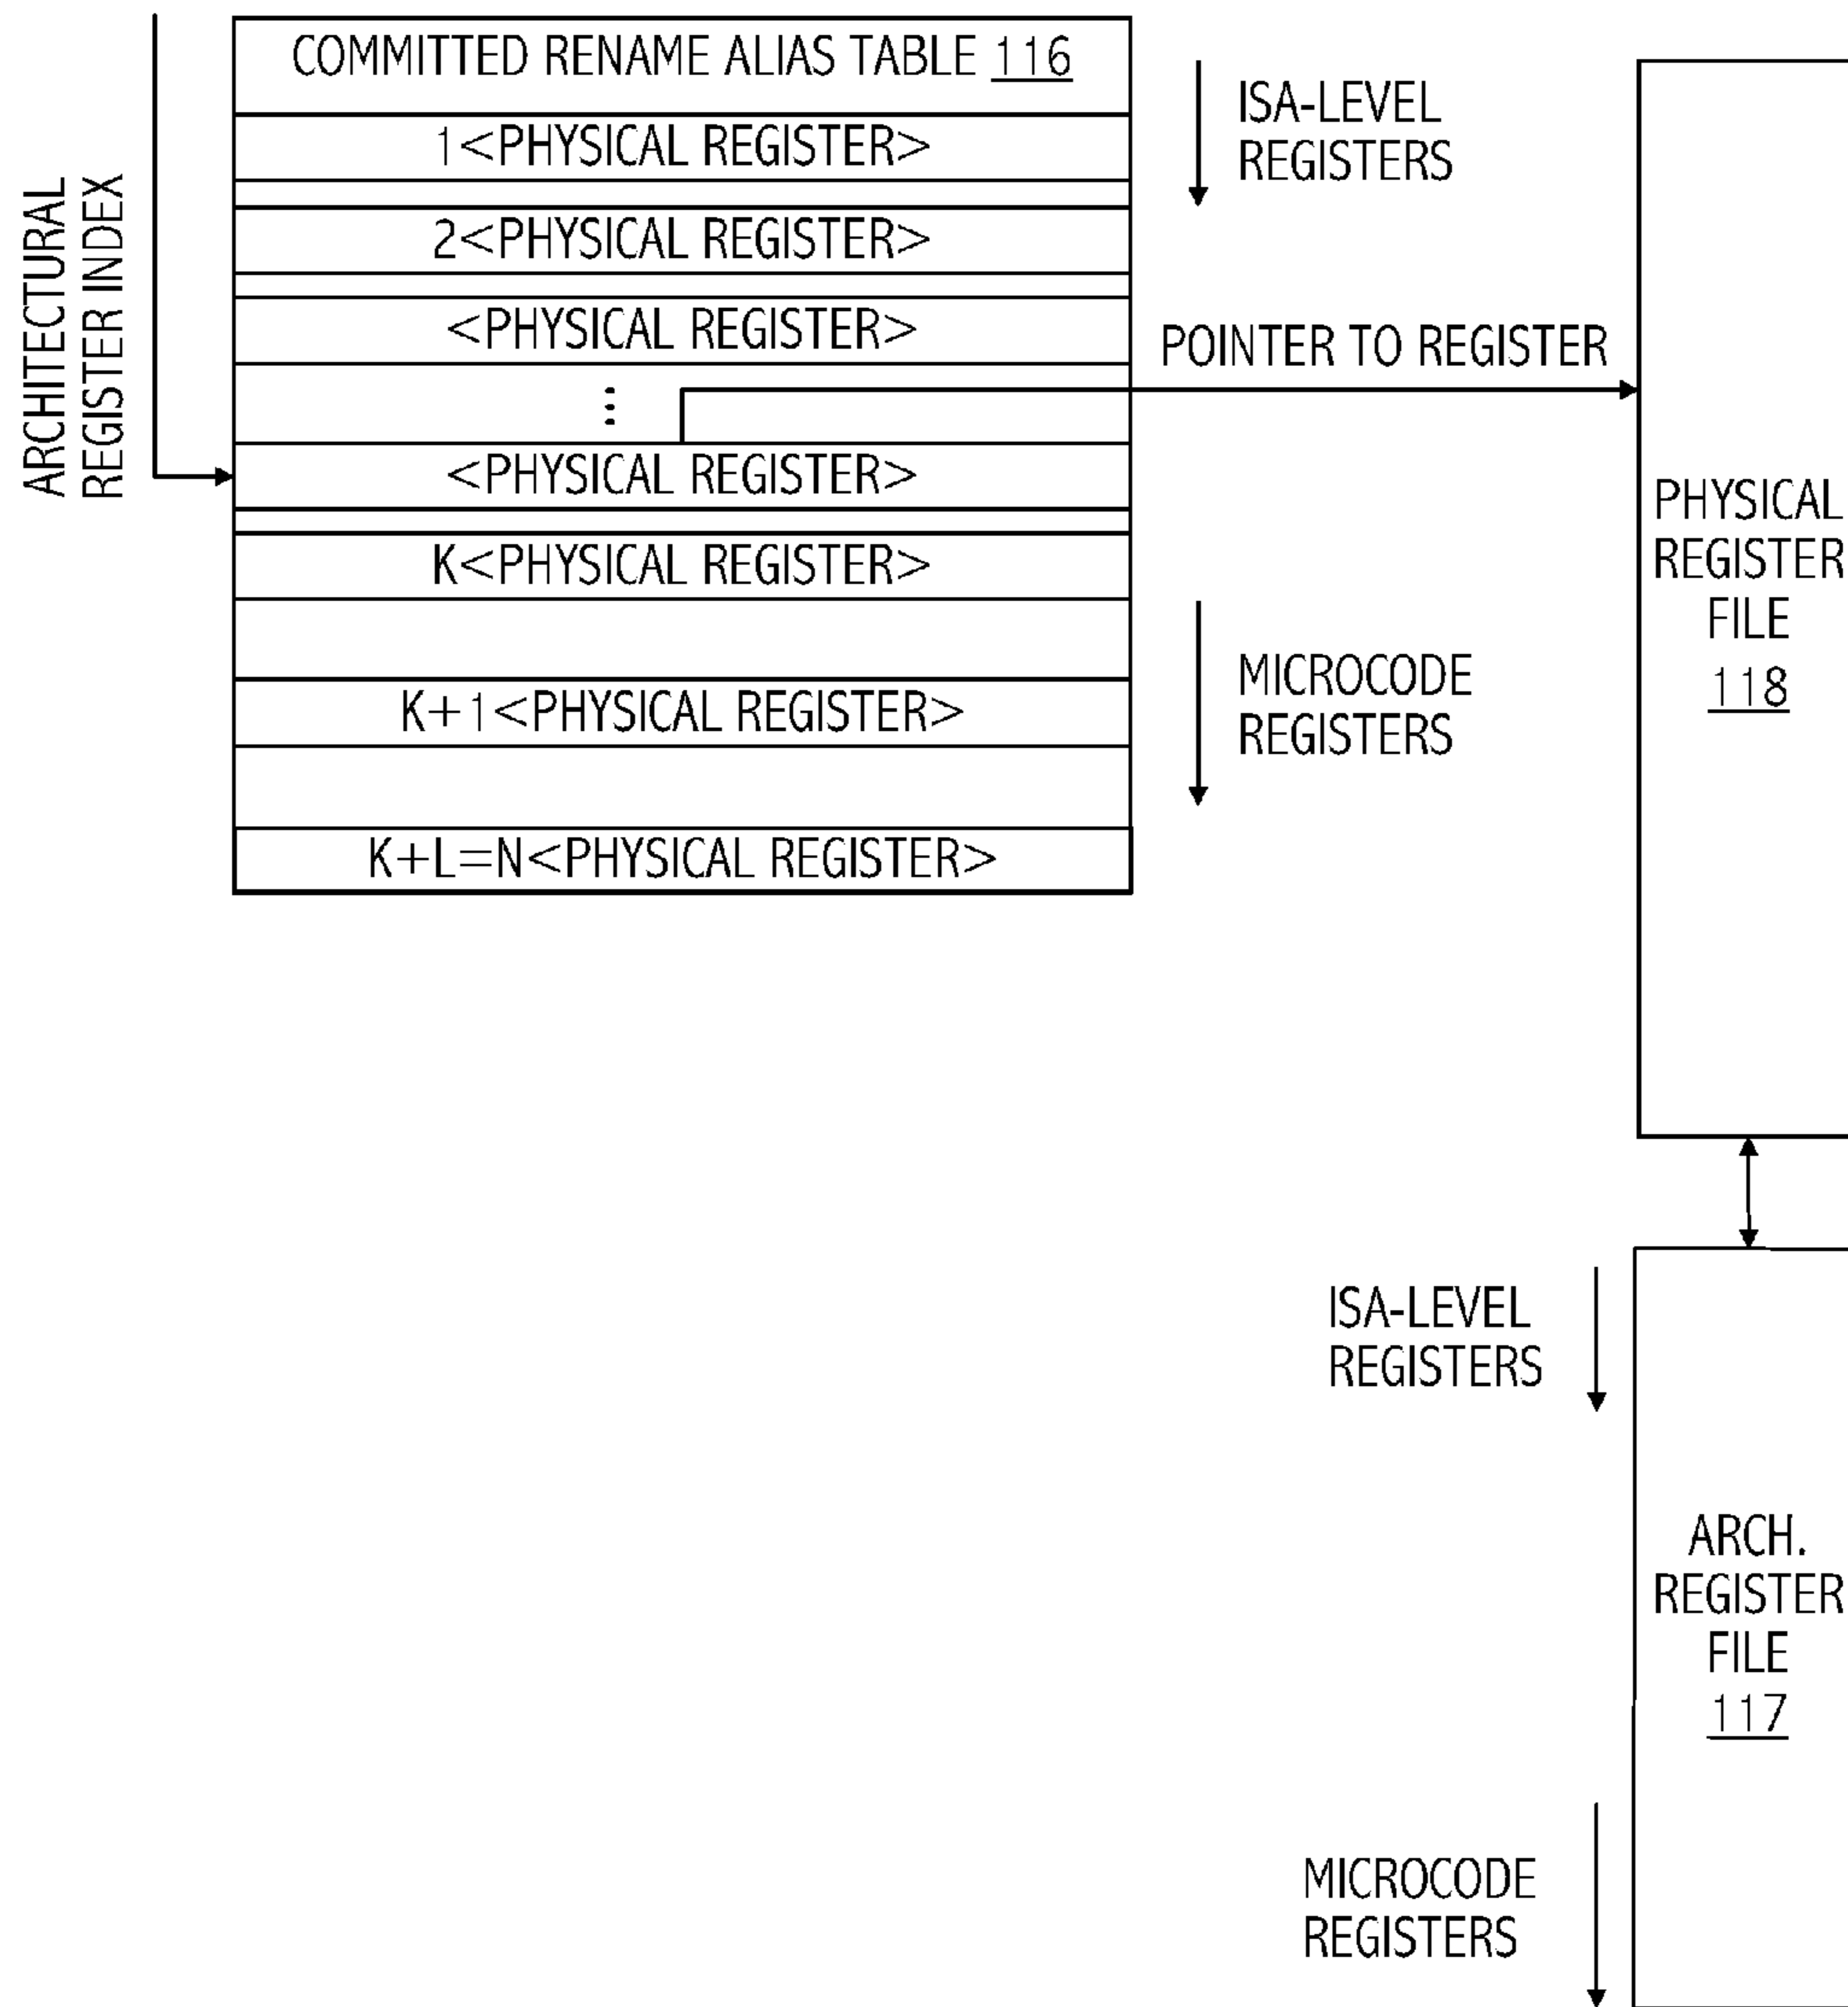 ARCHITECTURAL
REGISTER INDEX
COMMITTED RENAME ALIAS TABLE 116
1<PHYSICAL REGISTER>
2<PHYSICAL REGISTER>
<PHYSICAL REGISTER>
⋮
<PHYSICAL REGISTER>
K<PHYSICAL REGISTER>
K+1<PHYSICAL REGISTER>
K+L=N<PHYSICAL REGISTER>
ISA-LEVEL
REGISTERS
POINTER TO REGISTER
MICROCODE
REGISTERS
PHYSICAL
REGISTER
FILE
118
ISA-LEVEL
REGISTERS
ARCH.
REGISTER
FILE
117
MICROCODE
REGISTERS